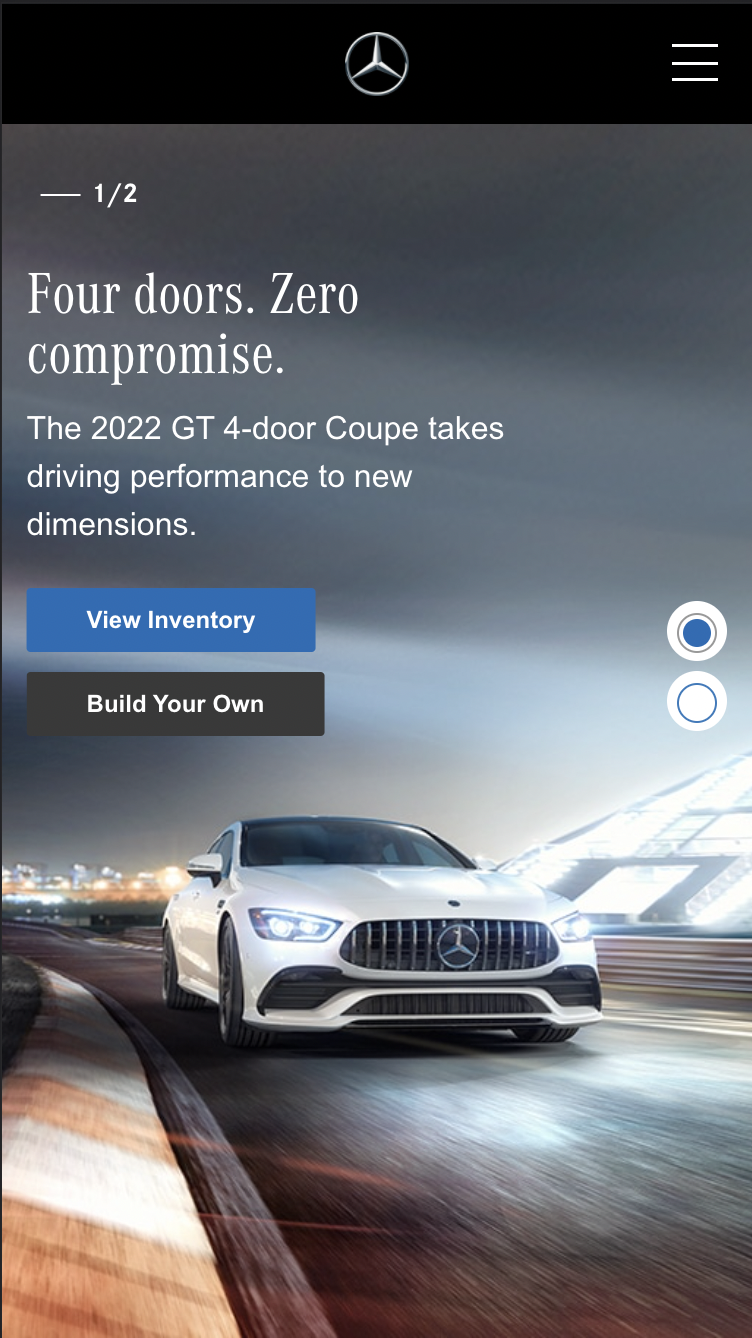 1/2
Four doors. Zero
compromise.
The 2022 GT 4-door Coupe takes
driving performance to new
dimensions.
View Inventory
Build Your Own